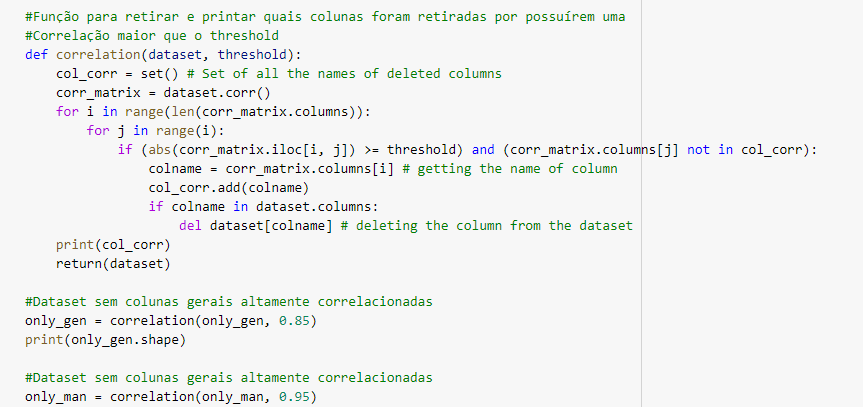 #Função para retirar e printar quais colunas foram retiradas por possuírem uma
#Correlação maior que o threshold
def correlation(dataset, threshold):
    col_corr = set() # Set of all the names of deleted columns
    corr_matrix = dataset.corr()
    for i in range(len(corr_matrix.columns)):
        for j in range(i):
            if (abs(corr_matrix.iloc[i, j]) >= threshold) and (corr_matrix.columns[j] not in col_corr):
                colname = corr_matrix.columns[i] # getting the name of column
                col_corr.add(colname)
                if colname in dataset.columns:
                    del dataset[colname] # deleting the column from the dataset
    print(col_corr)
    return(dataset)

#Dataset sem colunas gerais altamente correlacionadas
only_gen = correlation(only_gen, 0.85)
print(only_gen.shape)

#Dataset sem colunas gerais altamente correlacionadas
only_man = correlation(only_man, 0.95)